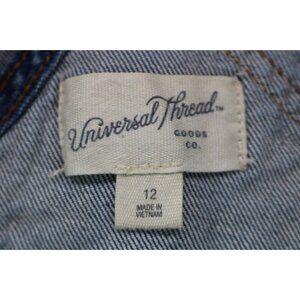 Universal Thread™
GOODS
CO.
12
MADE IN
VIETNAM